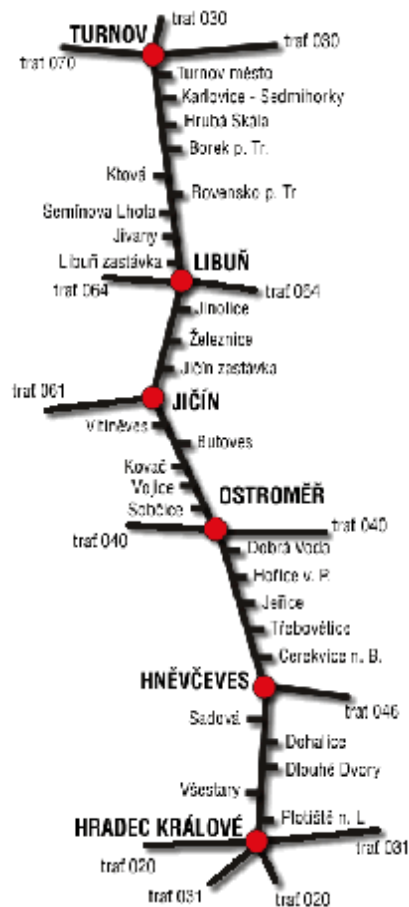 trať 030
TURNOV
trať 030
trať 070
Turnov město
Karlovice - Sedmihorky
Hrubá Skála
Borek p. Tr.
Ktová
Rovensko p. Tr
Semínova Lhota
Jivany
Libuň zastávka
LIBUŇ
trať 064
trať 064
Jinolice
Železnice
Jičín zastávka
trať 061
JIČÍN
Vitiněves
Butoves
Kovač
Vojice
Sobčice
OSTROMĚŘ
trať 040
trať 040
Dobrá Voda
Hořice v. P.
Jeřice
Třebovětice
Cerekvice n. B.
HNĚVČEVES
trať 046
Sadová
Dohalice
Dlouhé Dvory
Všestary
Plotiště n. L
HRADEC KRÁLOVÉ
trať 031
trať 020
trať 031
trať 020